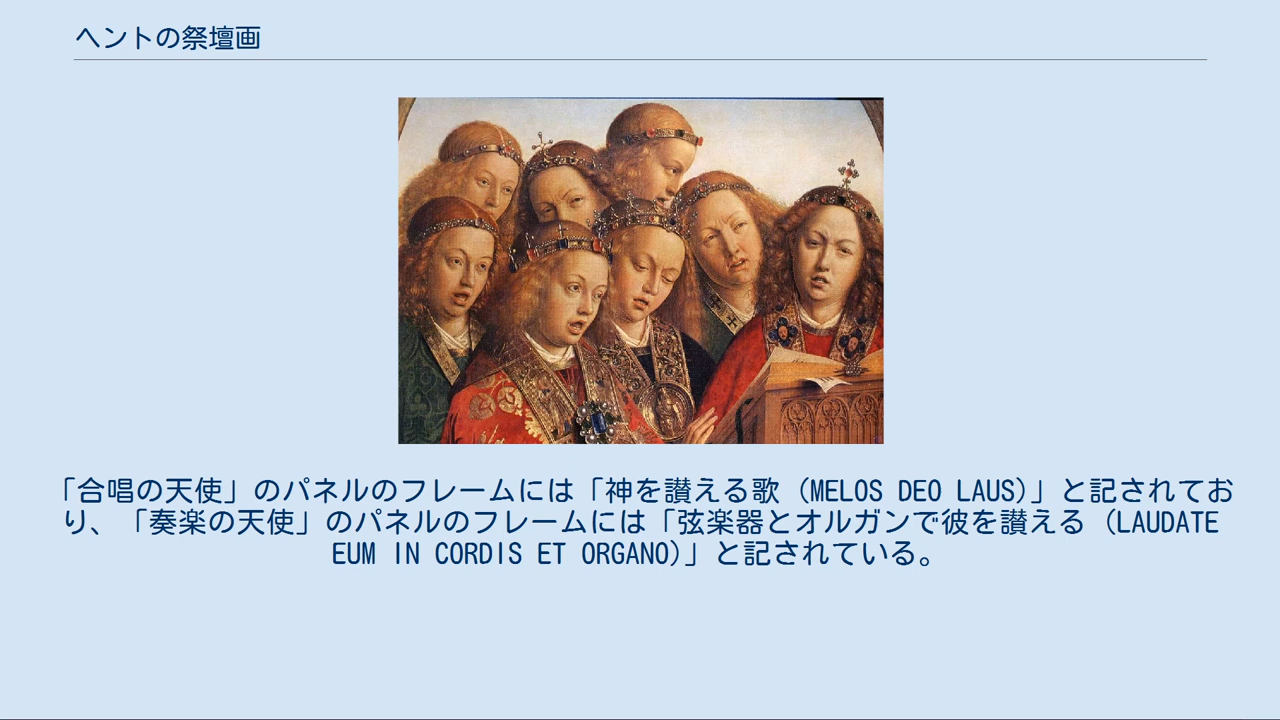 ヘントの祭壇画
「合唱の天使」のパネルのフレームには「神を讃える歌 (MELOS DEO LAUS)」と記されてお
り、「奏楽の天使」のパネルのフレームには「弦楽器とオルガンで彼を讃える (LAUDATE
EUM IN CORDIS ET ORGANO)」と記されている。